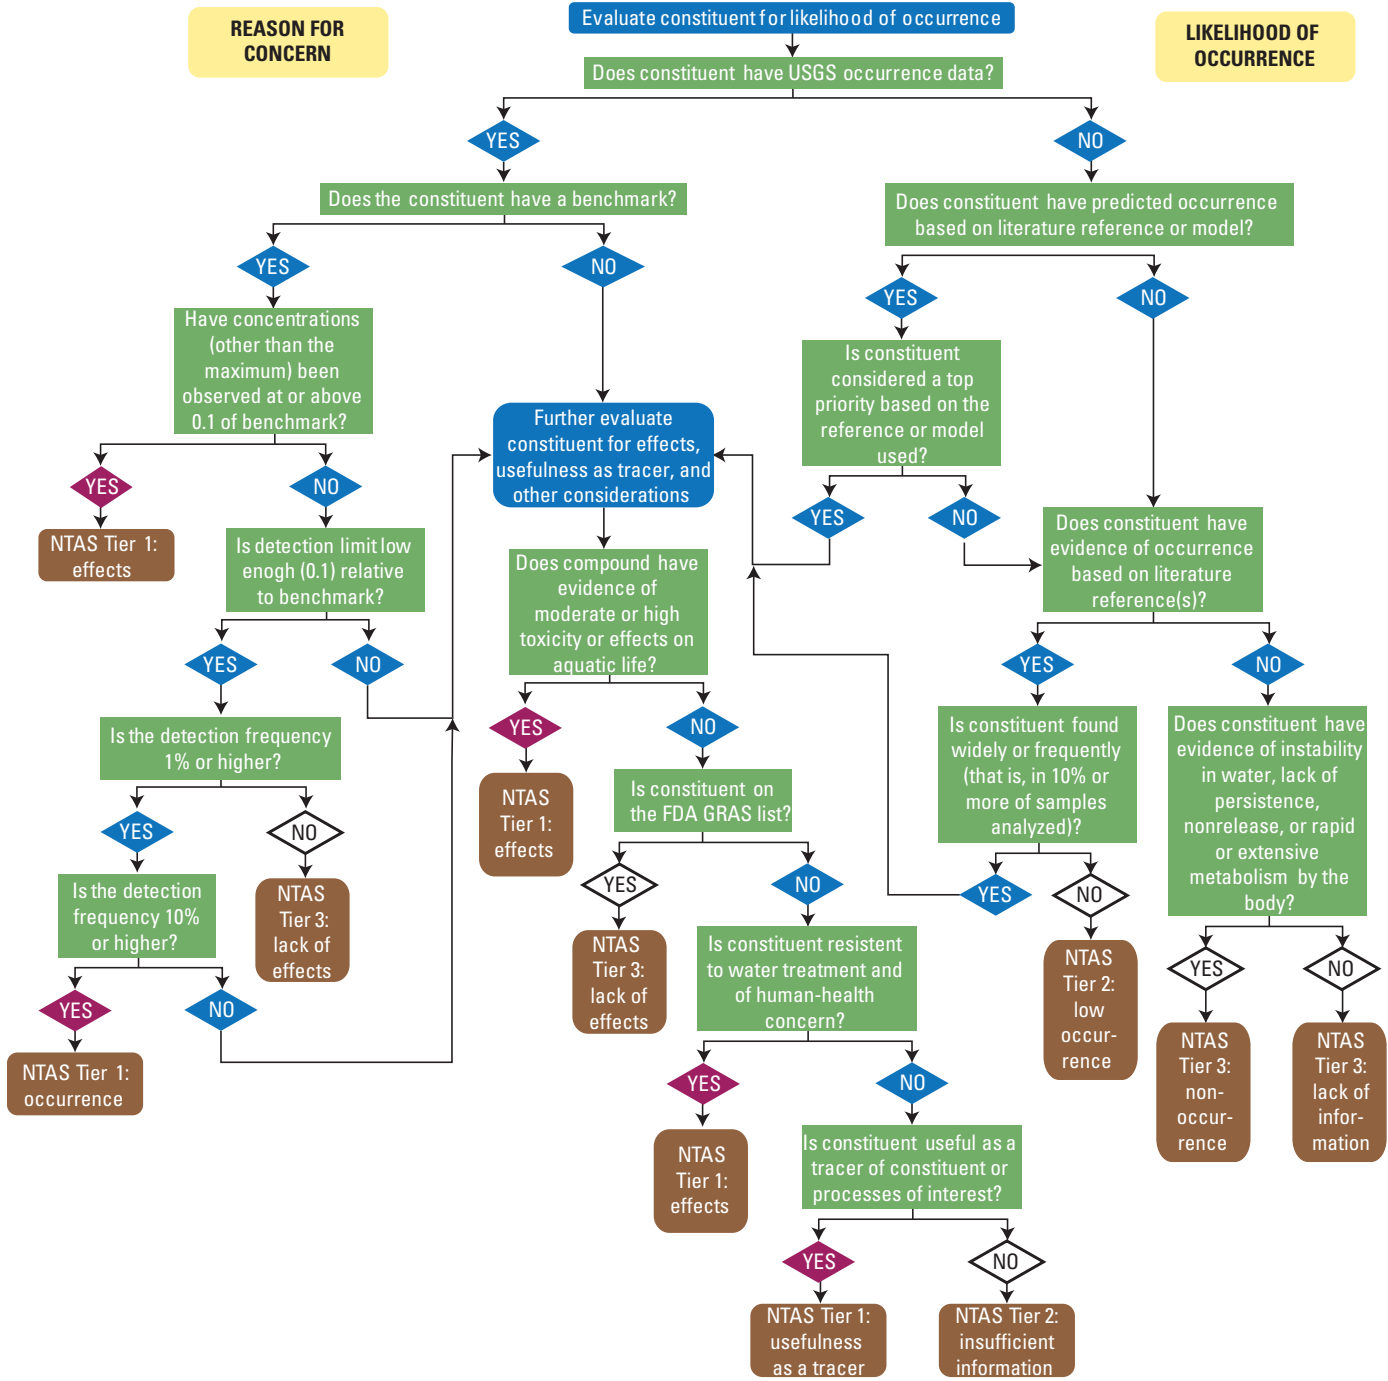 REASON FOR
CONCERN
Evaluate constituent for likelihood of occurrence
LIKELIHOOD OF
OCCURRENCE
Does constituent have USGS occurrence data?
YES
NO
Does the constituent have a benchmark?
Does constituent have predicted occurrence
based on literature reference or model?
YES
NO
YES
NO
Have concentrations
(other than the
maximum) been
observed at or above
0.1 of benchmark?
Is constituent
considered a top
priority based on the
reference or model
used?
Further evaluate
constituent for effects,
usefulness as tracer, and
other considerations
YES
NO
YES
NO
NTAS Tier 1:
effects
Is detection limit low
enogh (0.1) relative
to benchmark?
Does compound have
evidence of
moderate or high
toxicity or effects on
aquatic life?
Does constituent have
evidence of occurrence
based on literature
reference(s)?
YES
NO
YES
NO
YES
NO
Is the detection frequency
1% or higher?
NTAS
Tier 1:
effects
Is constituent on
the FDA GRAS list?
Is constituent found
widely or frequently
(that is, in 10% or
more of samples
analyzed)?
Does constituent have
evidence of instability
in water, lack of
persistence,
nonrelease, or rapid
or extensive
metabolism by the
body?
YES
NO
YES
NO
YES
NO
Is the detection
frequency 10%
or higher?
NTAS
Tier 3:
lack of
effects
NTAS
Tier 3:
lack of
effects
Is constituent resistent
to water treatment and
of human-health
concern?
NTAS
Tier 2:
low
occur-
rence
YES
NO
YES
NO
NTAS Tier 1:
occurrence
YES
NO
NTAS
Tier 3:
non-
occur-
rence
NTAS
Tier 3:
lack of
infor-
mation
NTAS
Tier 1:
effects
Is constituent useful as a
tracer of constituent or
processes of interest?
YES
NO
NTAS Tier 1:
usefulness
as a tracer
NTAS Tier 2:
insufficient
information